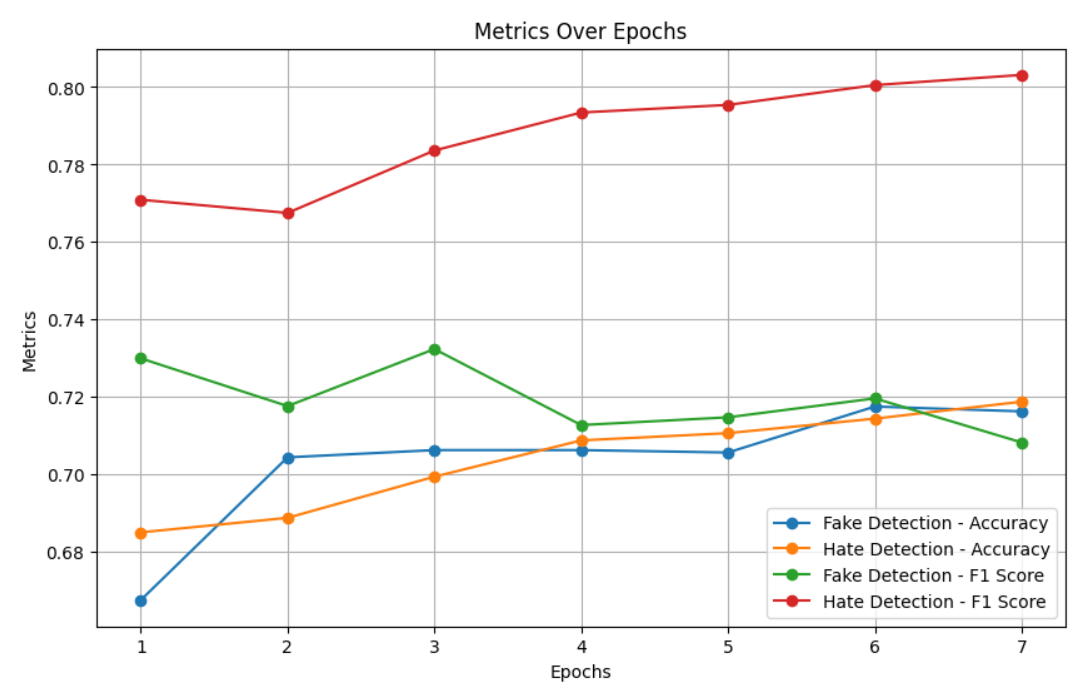 Metrics Over Epochs
Metrics
0.80
0.78
0.76
0.74
0.72
0.70
0.68
Fake Detection - Accuracy
Hate Detection - Accuracy
Fake Detection - F1 Score
Hate Detection - F1 Score
1 2 3 4 5 6 7
Epochs